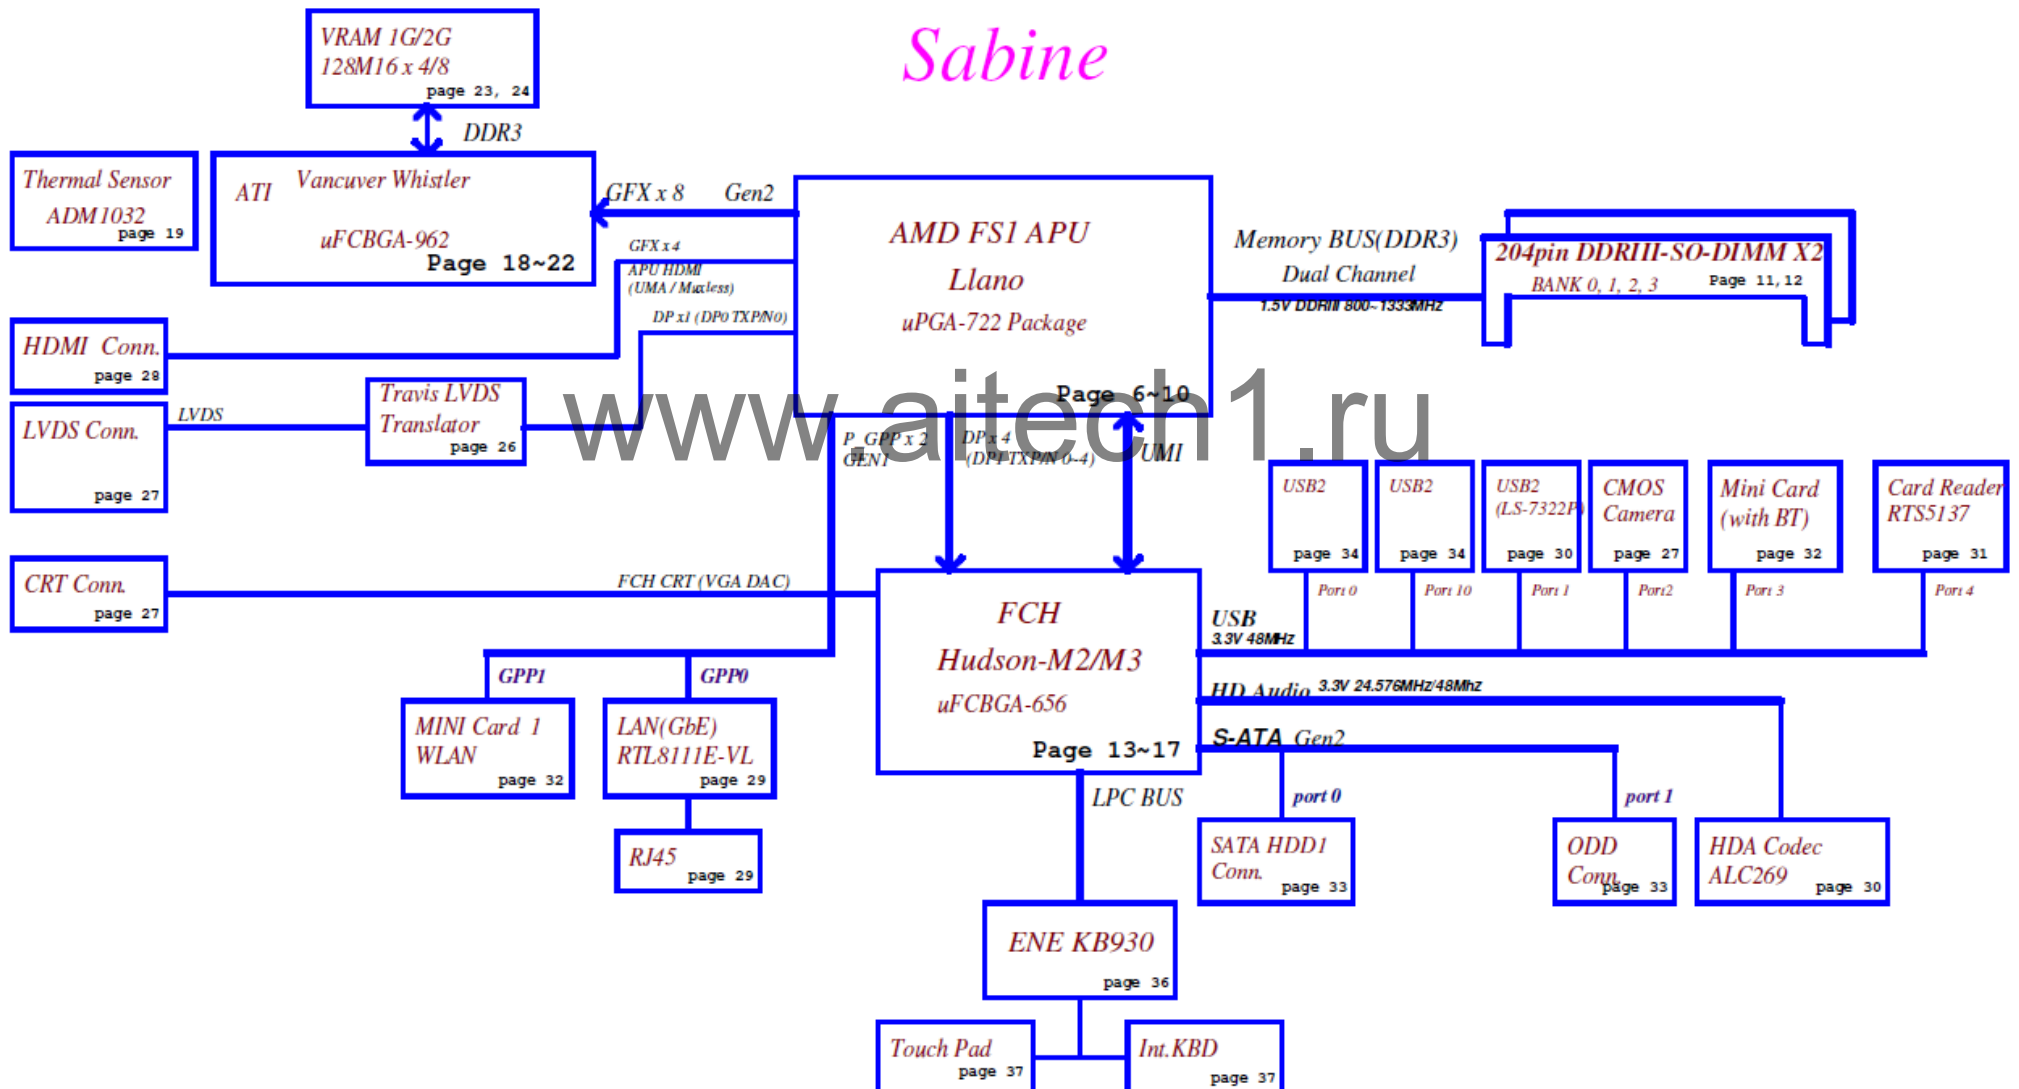 Sabine
VRAM 1G/2G
128M16 x 4/8
page 23, 24
DDR3
Thermal Sensor
ADM1032
page 19
ATI Vancuver Whistler
uFCBGA-962
Page 18~22
GFX x 8 Gen2
GFX x 4
APU HDMI
(UMA / Muxless)
DP x1 (DP0 TXP/N0)
AMD FS1 APU
Llano
uPGA-722 Package
Page 6~10
Memory BUS(DDR3)
Dual Channel
1.5V DDRIII 800~1333MHz
204pin DDRIII-SO-DIMM X2
BANK 0, 1, 2, 3 Page 11,12
HDMI Conn.
page 28
LVDS Conn.
page 27
LVDS
Travis LVDS
Translator
page 26
www.aitech1.ru
P_GPP x 2
GEN1
DP x 4
(DP1 TXP/N 0~4)
UMI
USB2
page 34
Port 0
USB2
page 34
Port 10
USB2
(LS-7322P)
page 30
Port 1
CMOS
Camera
page 27
Port2
Mini Card
(with BT)
page 32
Port 3
Card Reader
RTS5137
page 31
Port 4
CRT Conn.
page 27
FCH CRT (VGA DAC)
FCH
Hudson-M2/M3
uFCBGA-656
Page 13~17
USB
3.3V 48MHz
HD Audio 3.3V 24.576MHz/48Mhz
S-ATA Gen2
GPP1
GPP0
MINI Card 1
WLAN
page 32
LAN(GbE)
RTL8111E-VL
page 29
RJ45
page 29
LPC BUS
port 0
port 1
SATA HDD1
Conn.
page 33
ODD
Conn.
page 33
HDA Codec
ALC269
page 30
ENE KB930
page 36
Touch Pad
page 37
Int.KBD
page 37